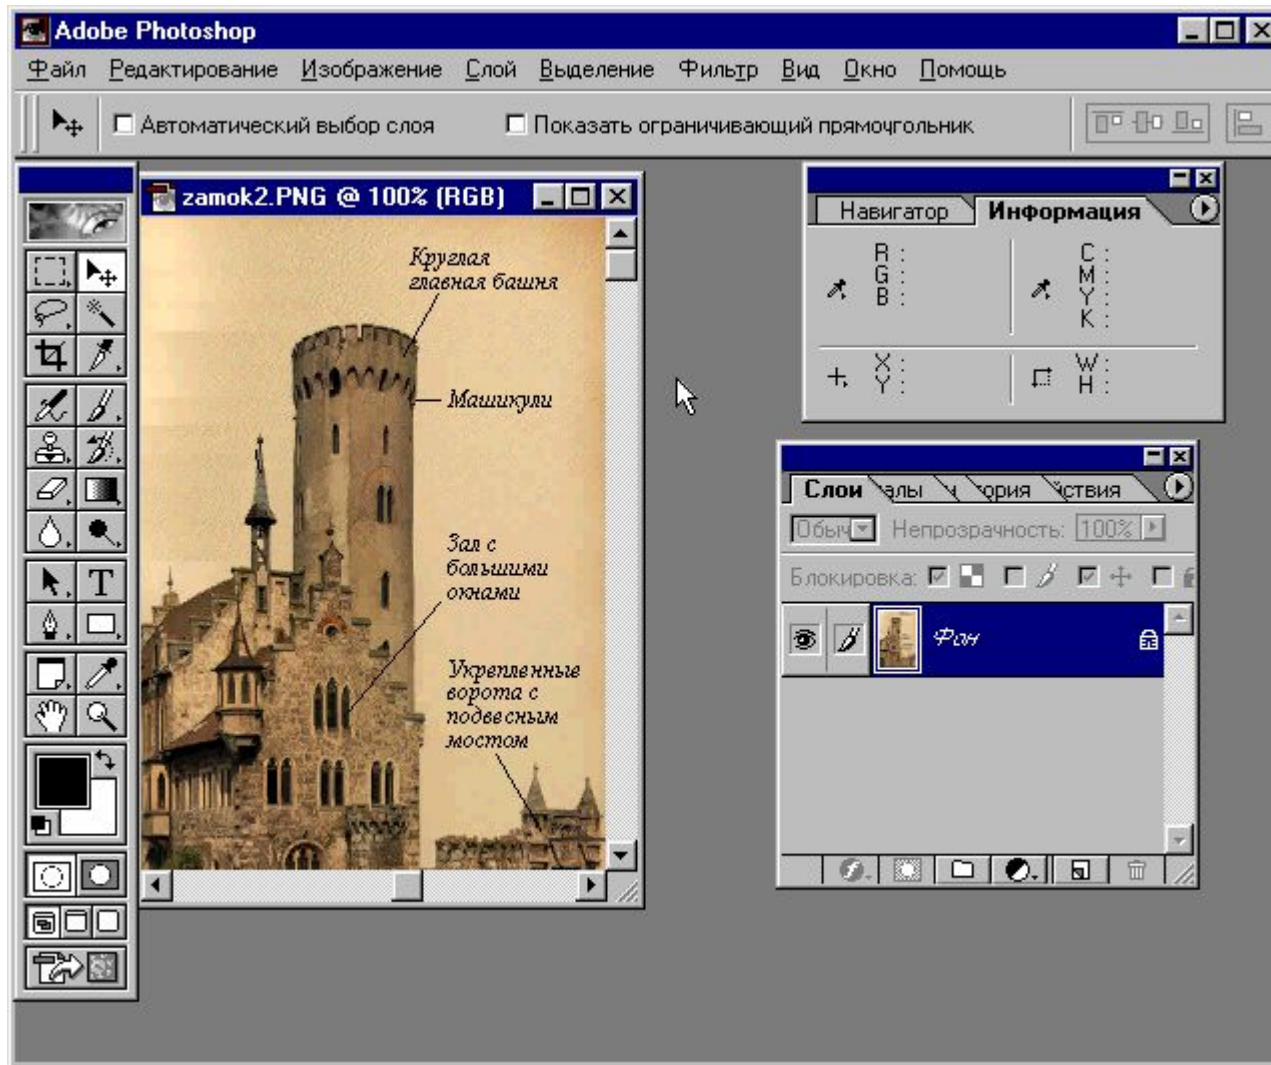 Adobe Photoshop
Файл Редактирование Изображение Слой Выделение Фильтр Вид Окно Помощь
Автоматический выбор слоя Показать ограничивающий прямоугольник
zamok2.PNG @ 100% (RGB)
Круглая
главная башня
Машикули
Зал с
большими
окнами
Укрепленные
ворота с
подвесным
мостом
Навигатор Информация
R : C :
G : M :
B : Y :
K :
X : W :
Y : H :
Слои алы ория йствия
Обыч Непрозрачность: 100%
Блокировка:
Фон
T